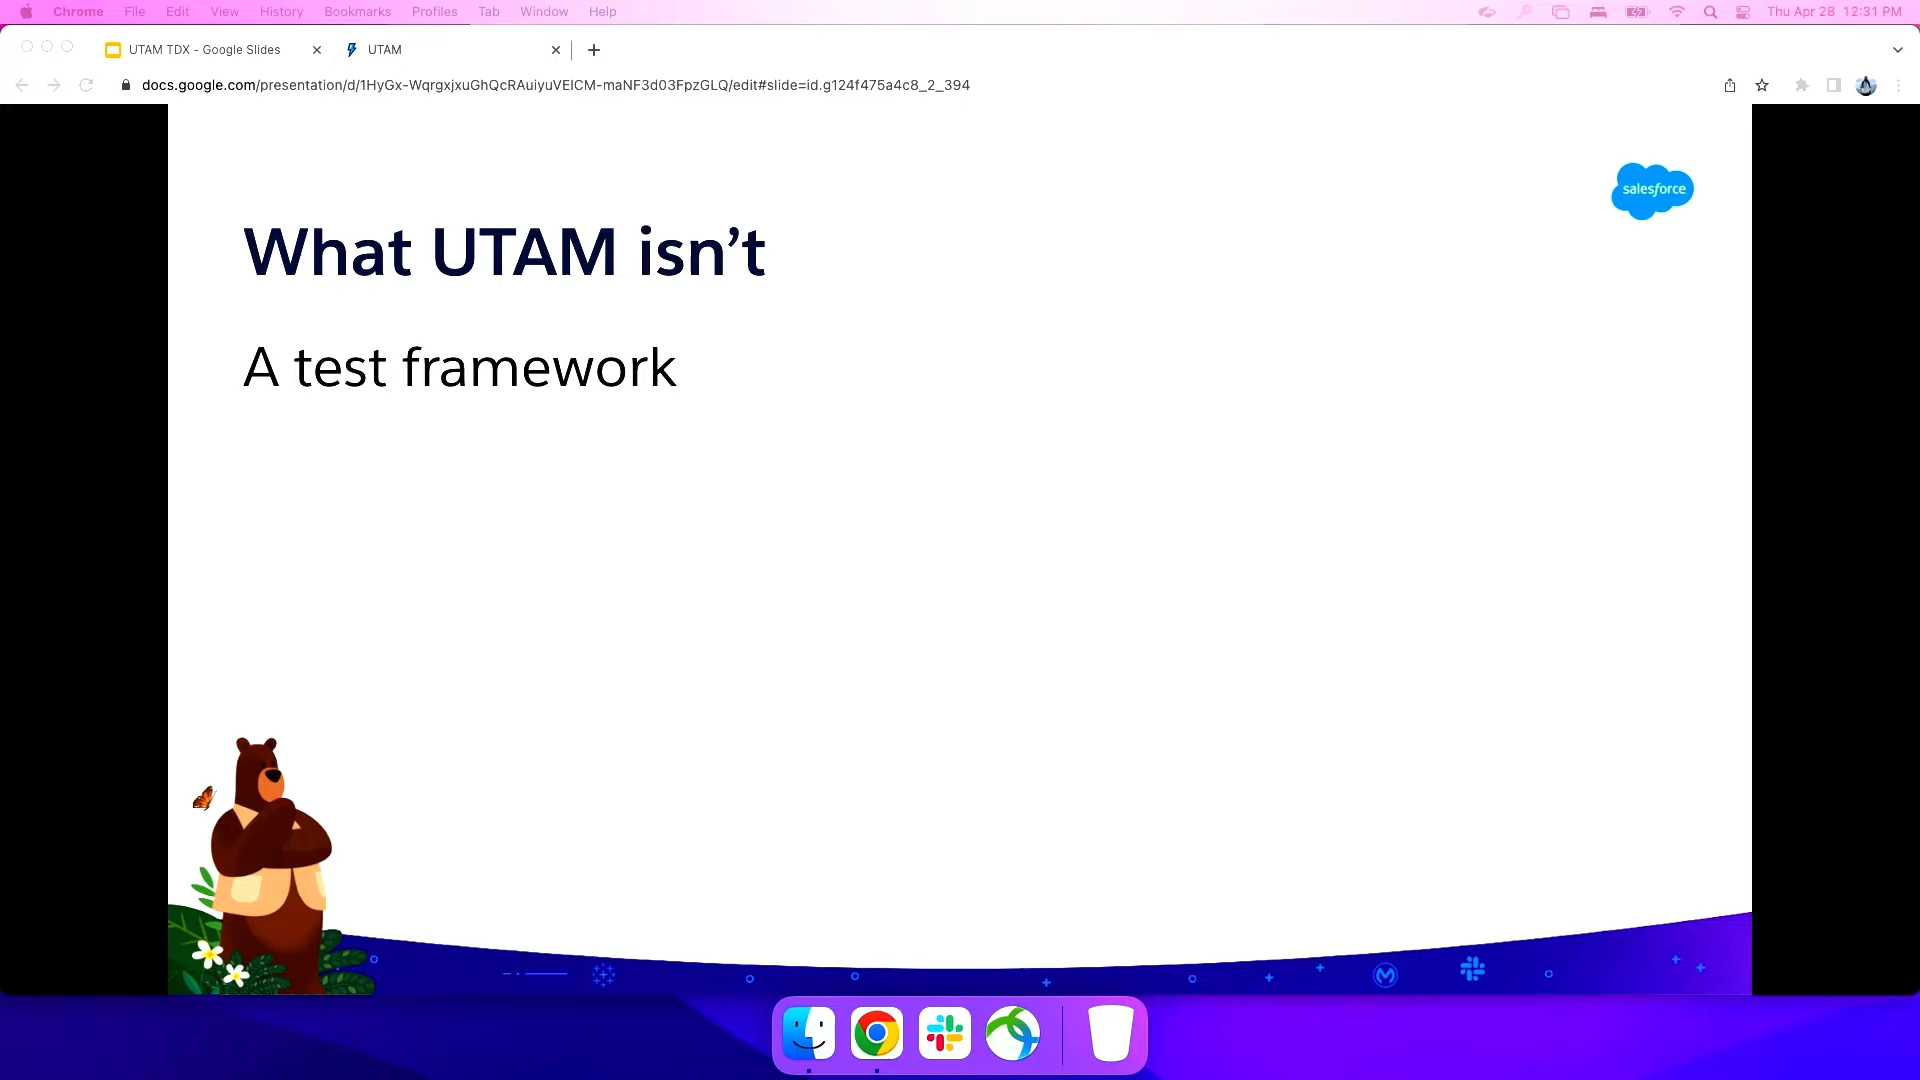 Chrome File Edit View History Bookmarks Profiles Tab Window Help Thu Apr 28 12:31 PM
UTAM TDX - Google Slides UTAM
docs.google.com/presentation/d/1HyGx-WqrgxjxuGhQcRAuiyuVEICM-maNF3d03FpzGLQ/edit#slide=id.g124f475a4c8_2_394
salesforce
What UTAM isn’t
A test framework